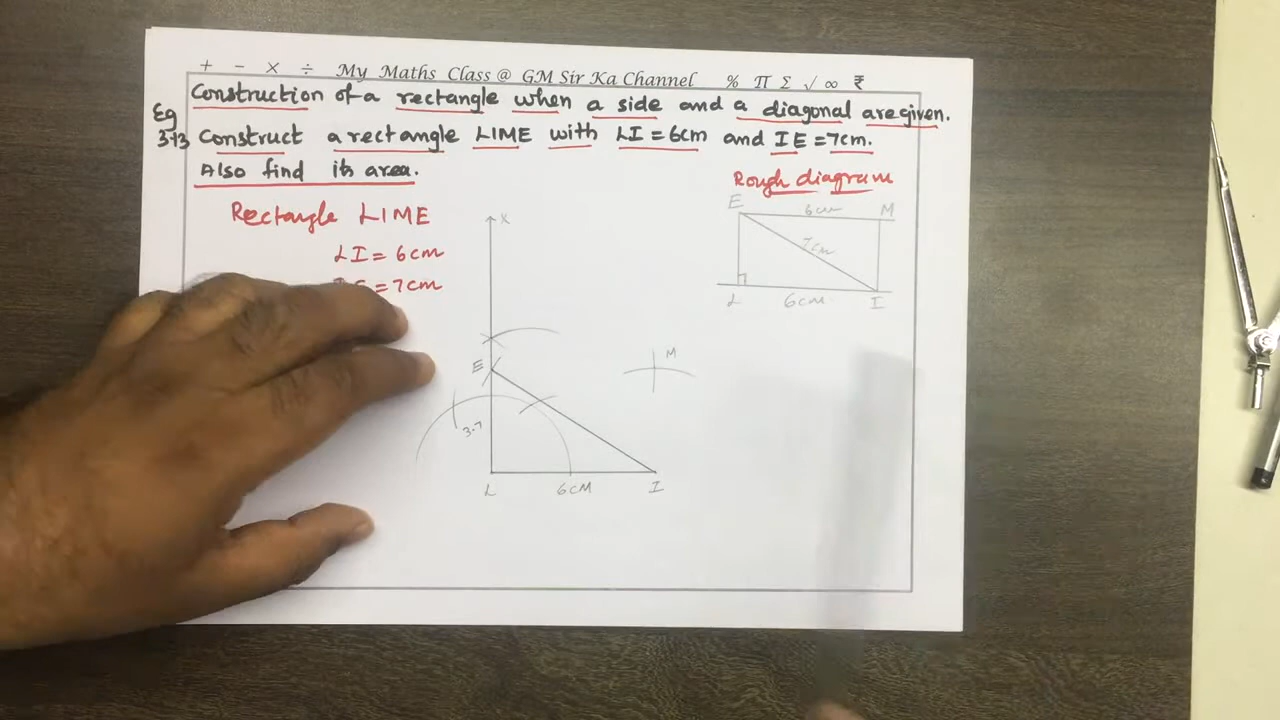 + - × ÷ My Maths Class @ GM Sir Ka Channel % Π Σ √ ∞ ₹
Construction of a rectangle when a side and a diagonal are given.
Eg
3.13 Construct a rectangle LIME with LI = 6cm and IE = 7cm.
Also find its area.
Rough diagram
E 6cm M
7cm
L 6cm I
Rectangle LIME
LI = 6cm
= 7cm
X
M
E
3.7
L 6CM I